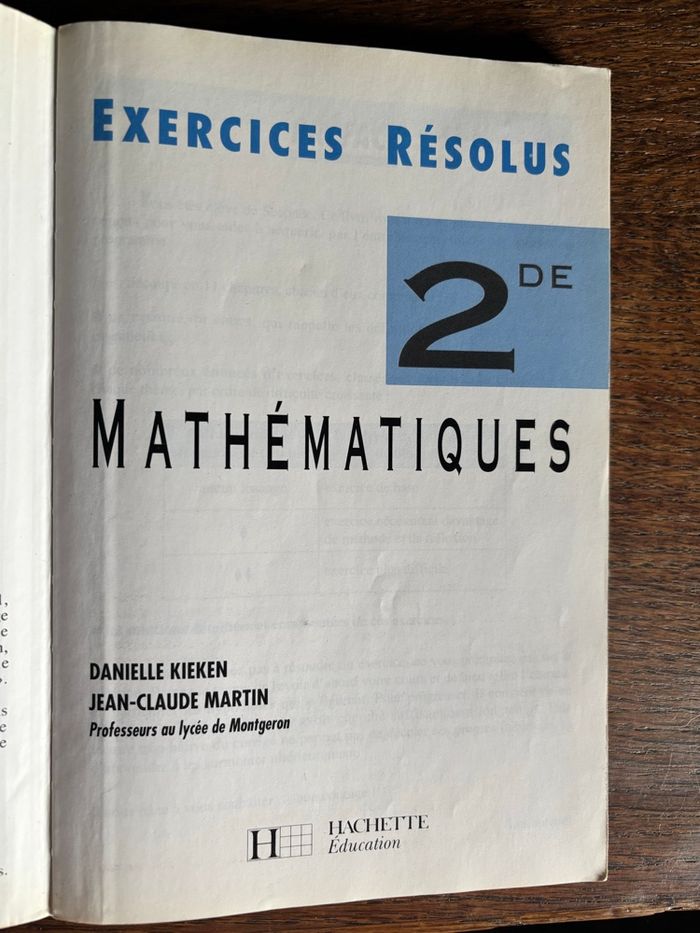 EXERCICES RÉSOLUS
2DE
MATHÉMATIQUES
DANIELLE KIEKEN
JEAN-CLAUDE MARTIN
Professeurs au lycée de Montgeron
H HACHETTE
Éducation